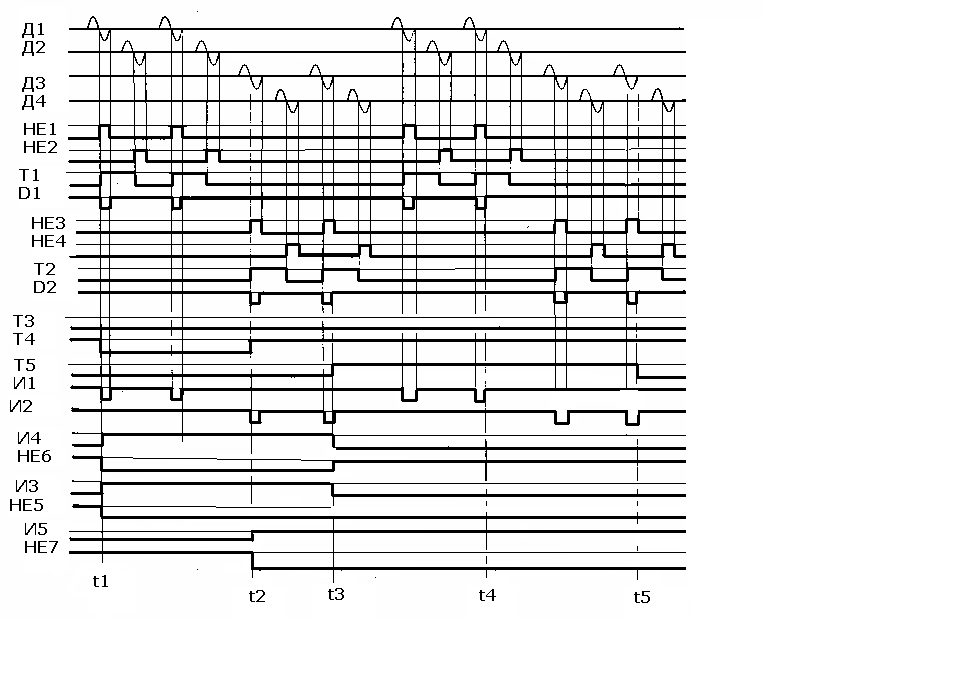 Д1
Д2
Д3
Д4
НЕ1
НЕ2
Т1
D1
НЕ3
НЕ4
Т2
D2
Т3
Т4
Т5
И1
И2
И4
НЕ6
И3
НЕ5
И5
НЕ7
t1
t2
t3
t4
t5